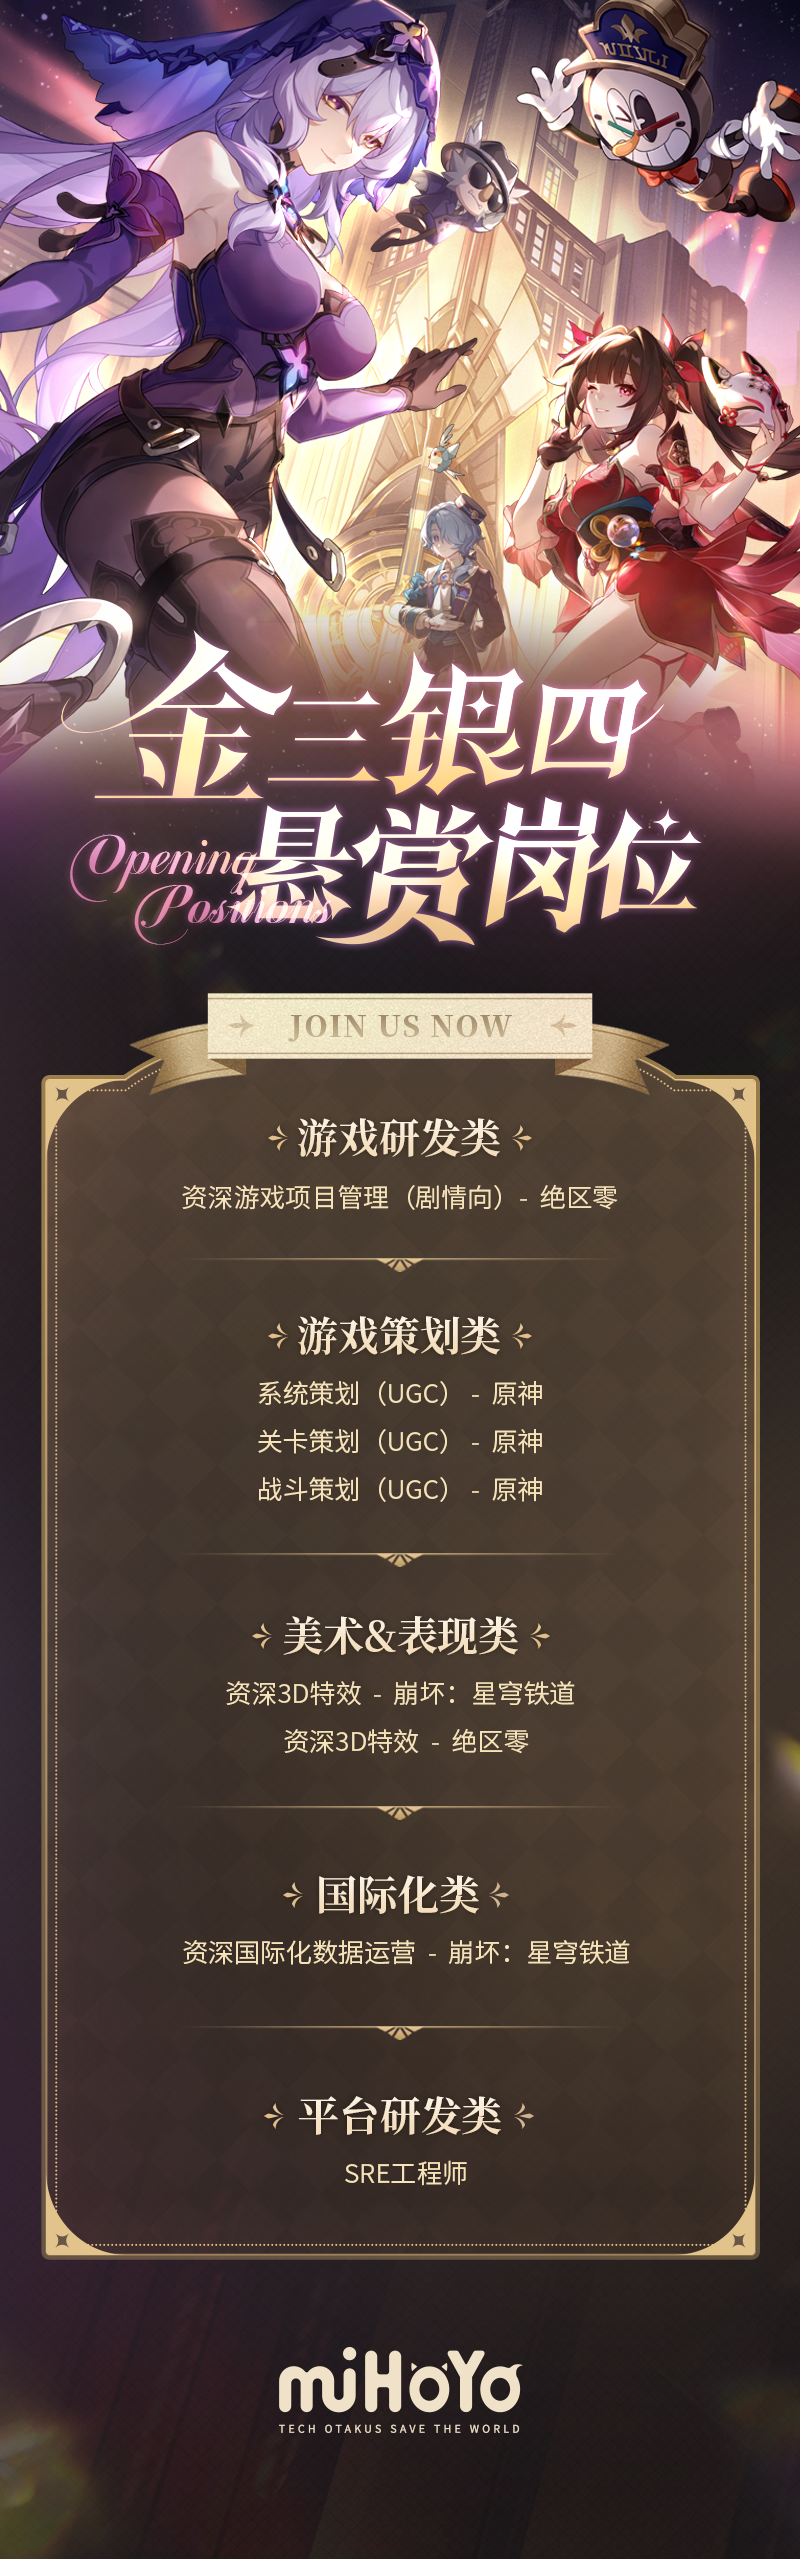 金三银四
悬赏岗位
Opening
Positions
JOIN US NOW
游戏研发类
资深游戏项目管理（剧情向）- 绝区零
游戏策划类
系统策划（UGC） - 原神
关卡策划（UGC） - 原神
战斗策划（UGC） - 原神
美术&表现类
资深3D特效 - 崩坏：星穹铁道
资深3D特效 - 绝区零
国际化类
资深国际化数据运营 - 崩坏：星穹铁道
平台研发类
SRE工程师
miHoYo
TECH OTAKUS SAVE THE WORLD